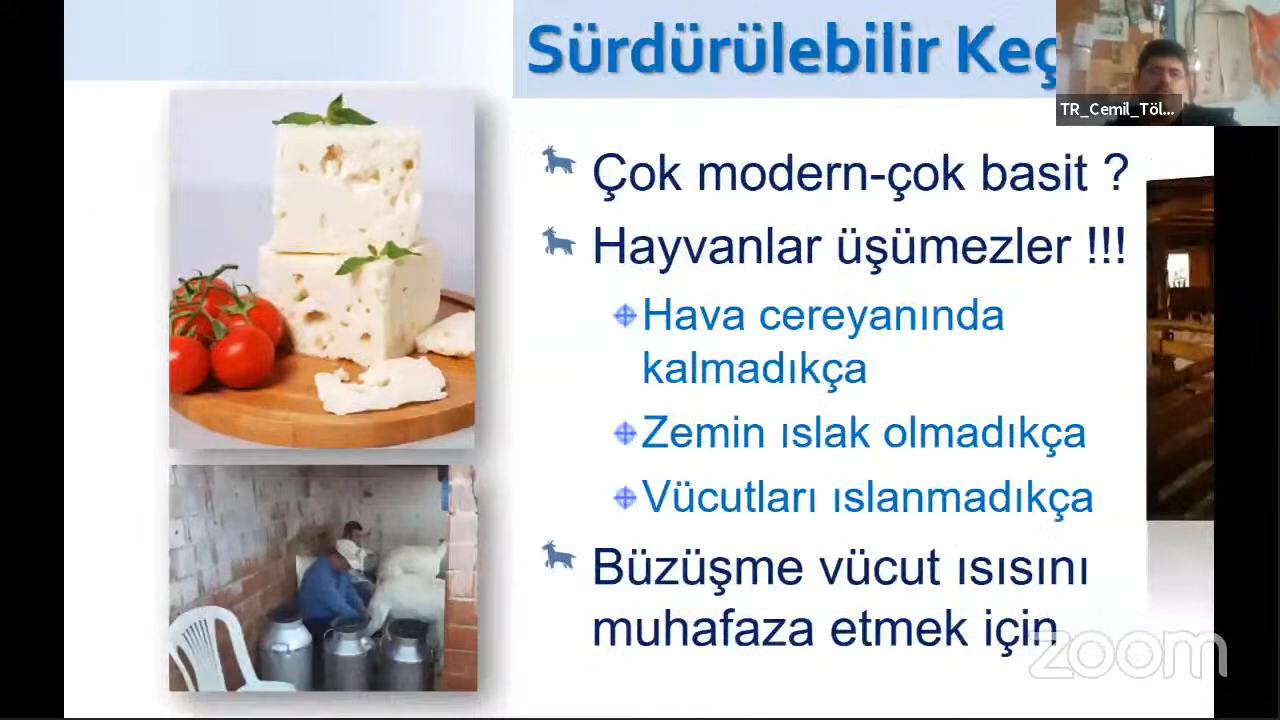 Sürdürülebilir Keç
TR_Cemil_Töl...
Çok modern-çok basit ?
Hayvanlar üşümezler !!!
Hava cereyanında
kalmadıkça
Zemin ıslak olmadıkça
Vücutları ıslanmadıkça
Büzüşme vücut ısısını
muhafaza etmek için
zoom